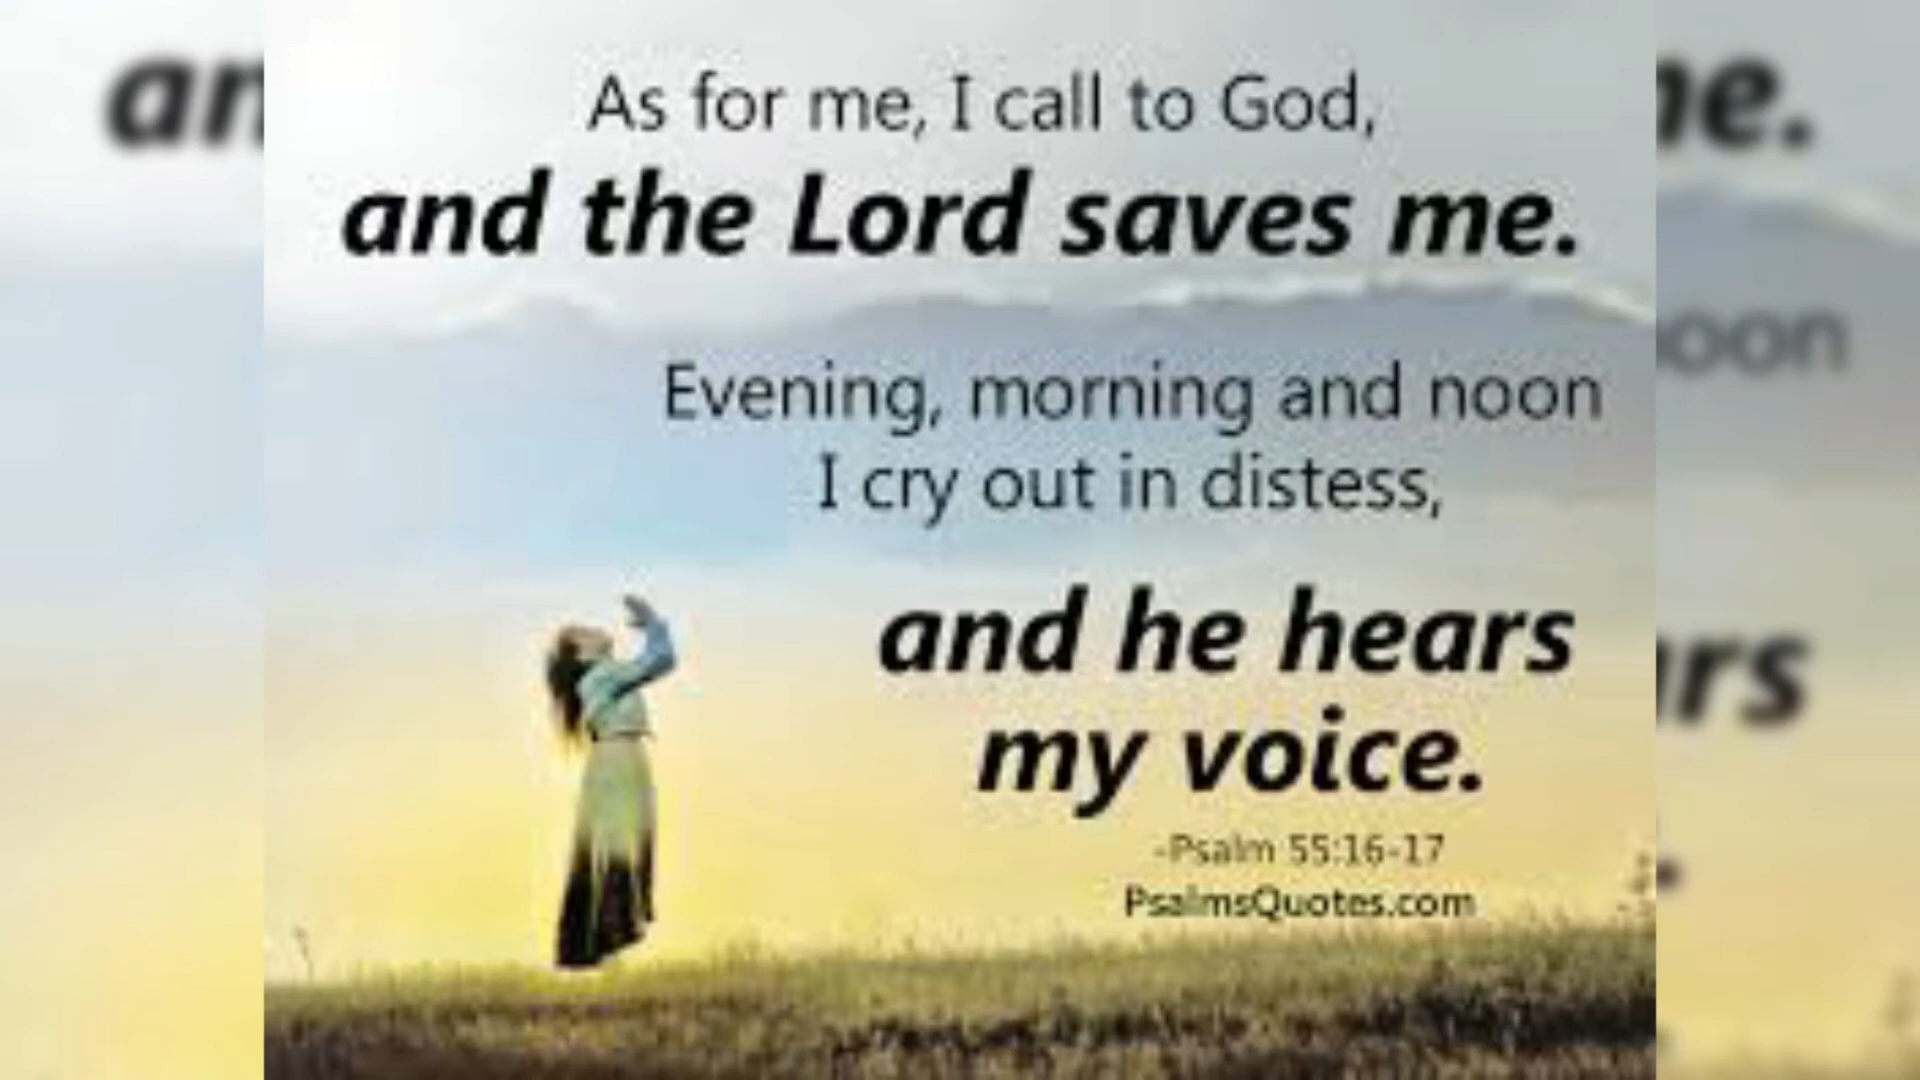 As for me, I call to God,
and the Lord saves me.
Evening, morning and noon
I cry out in distess,
and he hears
my voice.
-Psalm 55:16-17
PsalmsQuotes.com